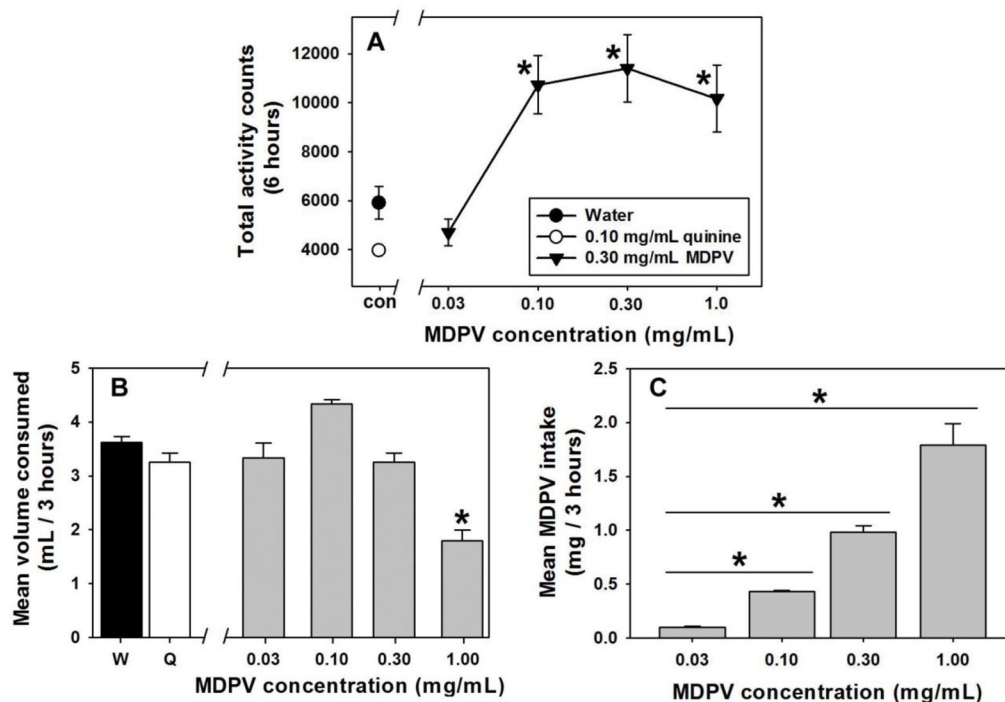 A
Total activity counts
(6 hours)
12000
10000
8000
6000
4000
*
*
*
Water
0.10 mg/mL quinine
0.30 mg/mL MDPV
con
0.03
0.10
0.30
1.0
MDPV concentration (mg/mL)
B
Mean volume consumed
(mL / 3 hours)
5
4
3
2
1
0
*
W
Q
0.03
0.10
0.30
1.00
MDPV concentration (mg/mL)
C
Mean MDPV intake
(mg / 3 hours)
2.5
2.0
1.5
1.0
0.5
0.0
*
*
*
0.03
0.10
0.30
1.00
MDPV concentration (mg/mL)